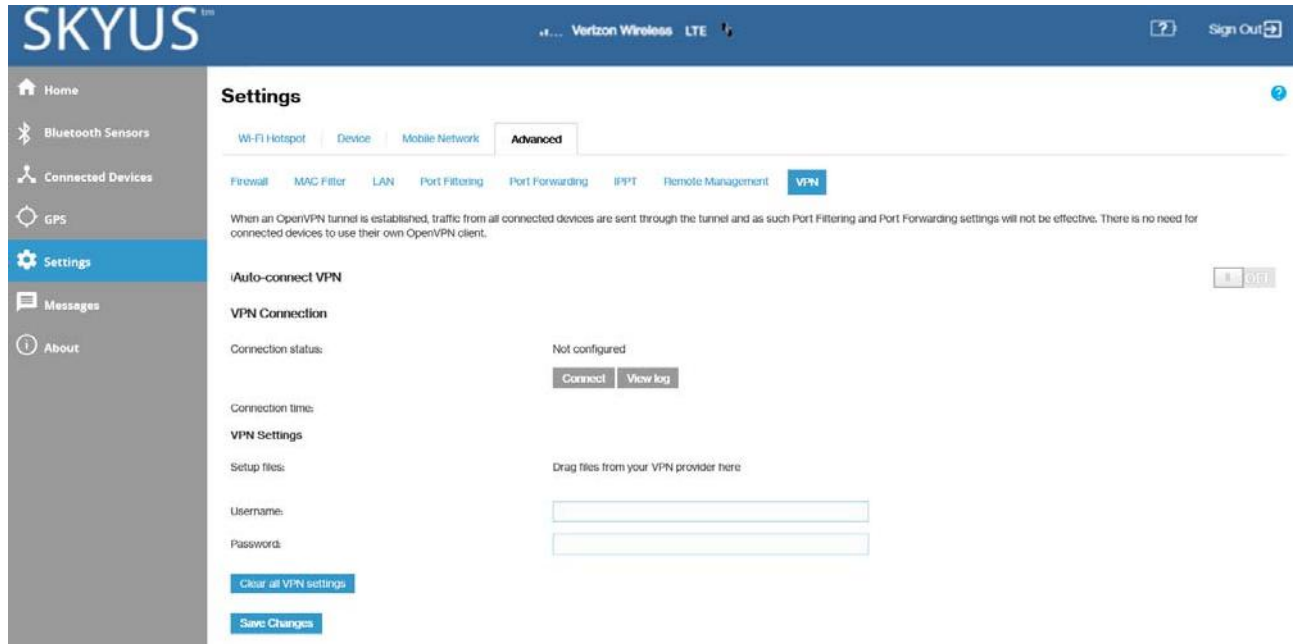 SKYUS™
Verizon Wireless LTE
Sign Out
Home
Bluetooth Sensors
Connected Devices
GPS
Settings
Messages
About
Settings
Wi-Fi Hotspot Device Mobile Network Advanced
Firewall MAC Filter LAN Port Filtering Port Forwarding IPPT Remote Management VPN
When an OpenVPN tunnel is established, traffic from all connected devices are sent through the tunnel and as such Port Filtering and Port Forwarding settings will not be effective. There is no need for
connected devices to use their own OpenVPN client.
Auto-connect VPN
OFF
VPN Connection
Connection status: Not configured
Connect View log
Connection time:
VPN Settings
Setup files: Drag files from your VPN provider here
Username:
Password:
Clear all VPN settings
Save Changes